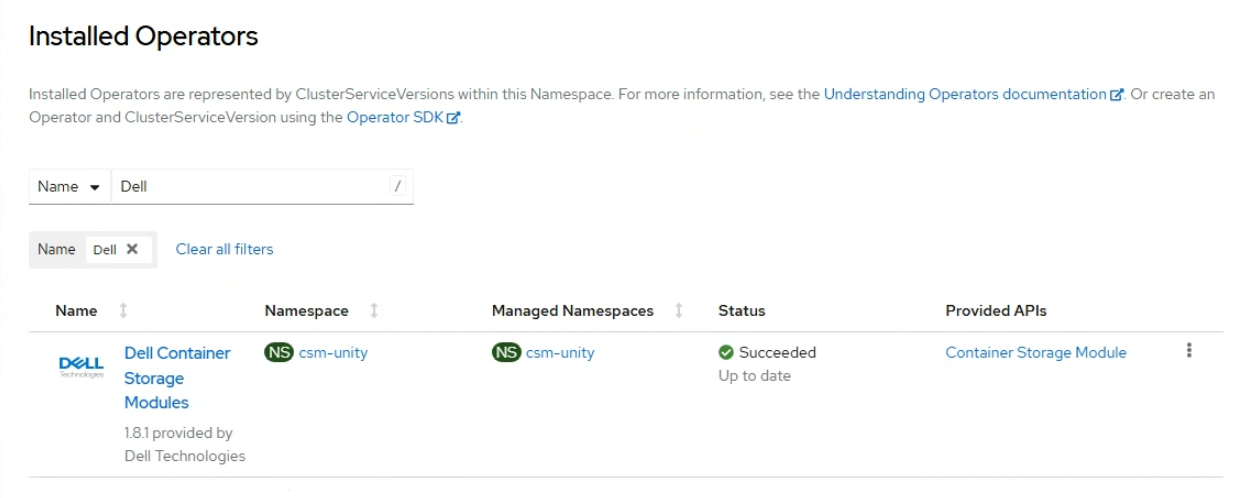 Installed Operators
Installed Operators are represented by ClusterServiceVersions within this Namespace. For more information, see the Understanding Operators documentation. Or create an
Operator and ClusterServiceVersion using the Operator SDK.
Name Dell /
Name Dell Clear all filters
Name Namespace Managed Namespaces Status Provided APIs
DELL
Technologies
Dell Container
Storage
Modules
1.8.1 provided by
Dell Technologies
NS csm-unity
NS csm-unity
Succeeded
Up to date
Container Storage Module